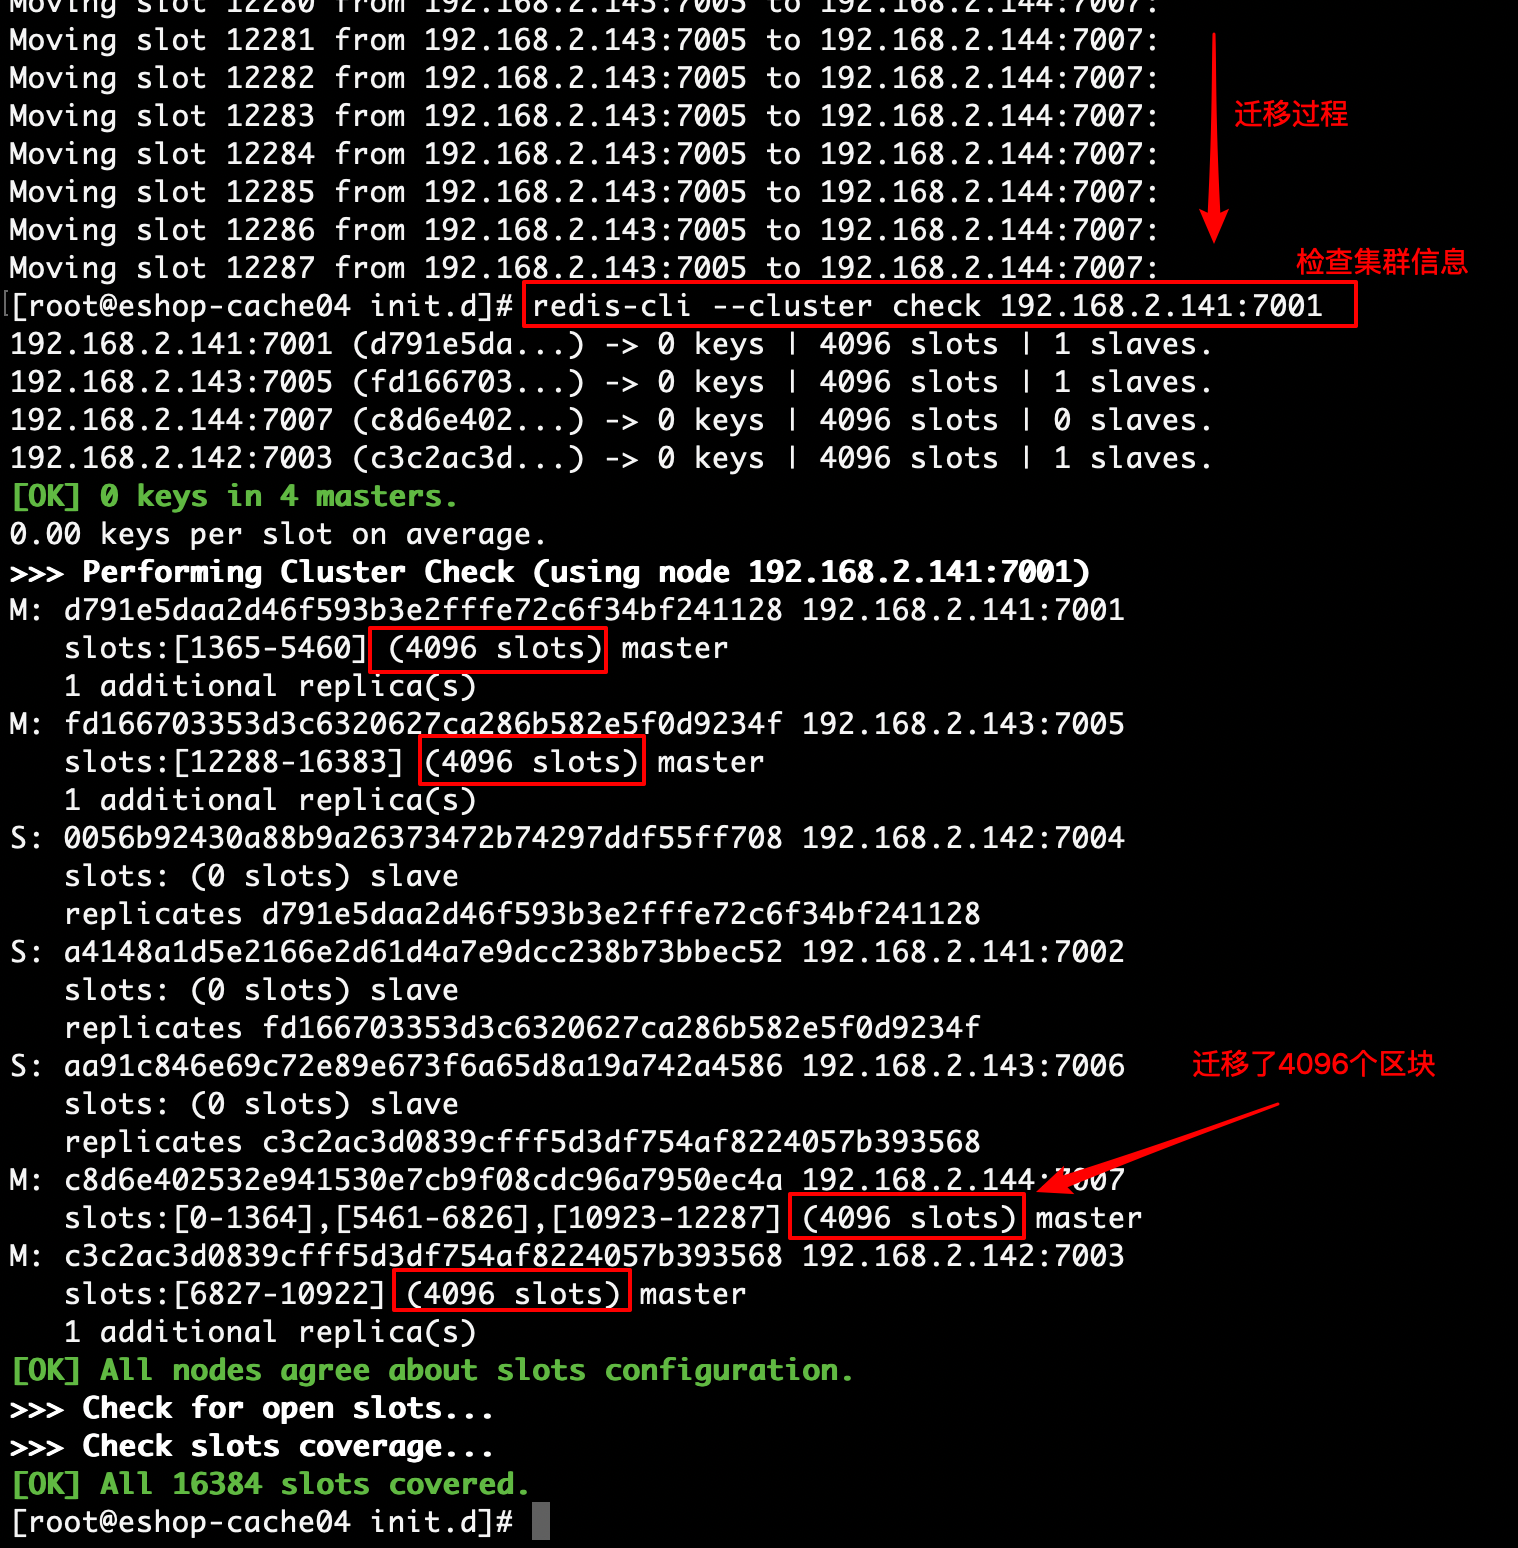 Moving slot 12280 from 192.168.2.143:7005 to 192.168.2.144:7007:
Moving slot 12281 from 192.168.2.143:7005 to 192.168.2.144:7007:
Moving slot 12282 from 192.168.2.143:7005 to 192.168.2.144:7007:
Moving slot 12283 from 192.168.2.143:7005 to 192.168.2.144:7007:
迁移过程
Moving slot 12284 from 192.168.2.143:7005 to 192.168.2.144:7007:
Moving slot 12285 from 192.168.2.143:7005 to 192.168.2.144:7007:
Moving slot 12286 from 192.168.2.143:7005 to 192.168.2.144:7007:
Moving slot 12287 from 192.168.2.143:7005 to 192.168.2.144:7007:
检查集群信息
[root@eshop-cache04 init.d]# redis-cli --cluster check 192.168.2.141:7001
192.168.2.141:7001 (d791e5da...) -> 0 keys | 4096 slots | 1 slaves.
192.168.2.143:7005 (fd166703...) -> 0 keys | 4096 slots | 1 slaves.
192.168.2.144:7007 (c8d6e402...) -> 0 keys | 4096 slots | 0 slaves.
192.168.2.142:7003 (c3c2ac3d...) -> 0 keys | 4096 slots | 1 slaves.
[OK] 0 keys in 4 masters.
0.00 keys per slot on average.
>>> Performing Cluster Check (using node 192.168.2.141:7001)
M: d791e5daa2d46f593b3e2fffe72c6f34bf241128 192.168.2.141:7001
slots:[1365-5460] (4096 slots) master
1 additional replica(s)
M: fd166703353d3c6320627ca286b582e5f0d9234f 192.168.2.143:7005
slots:[12288-16383] (4096 slots) master
1 additional replica(s)
S: 0056b92430a88b9a26373472b74297ddf55ff708 192.168.2.142:7004
slots: (0 slots) slave
replicates d791e5daa2d46f593b3e2fffe72c6f34bf241128
S: a4148a1d5e2166e2d61d4a7e9dcc238b73bbec52 192.168.2.141:7002
slots: (0 slots) slave
replicates fd166703353d3c6320627ca286b582e5f0d9234f
S: aa91c846e69c72e89e673f6a65d8a19a742a4586 192.168.2.143:7006
迁移了4096个区块
slots: (0 slots) slave
replicates c3c2ac3d0839cfff5d3df754af8224057b393568
M: c8d6e402532e941530e7cb9f08cdc96a7950ec4a 192.168.2.144:7007
slots:[0-1364],[5461-6826],[10923-12287] (4096 slots) master
M: c3c2ac3d0839cfff5d3df754af8224057b393568 192.168.2.142:7003
slots:[6827-10922] (4096 slots) master
1 additional replica(s)
[OK] All nodes agree about slots configuration.
>>> Check for open slots...
>>> Check slots coverage...
[OK] All 16384 slots covered.
[root@eshop-cache04 init.d]#